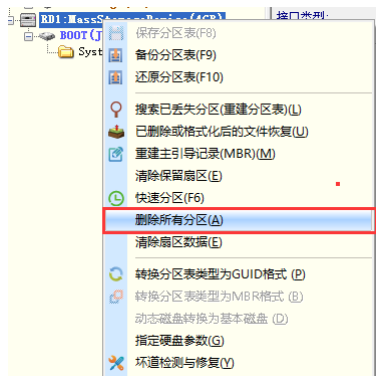 RD1:MassStorageDevice(4GB)
接口类型:
BOOT(J
Syst
保存分区表(F8)
备份分区表(F9)
还原分区表(F10)
搜索已丢失分区(重建分区表)(L)
已删除或格式化后的文件恢复(U)
重建主引导记录(MBR)(M)
清除保留扇区(E)
快速分区(F6)
删除所有分区(A)
清除扇区数据(E)
转换分区表类型为GUID格式 (P)
转换分区表类型为MBR格式 (B)
动态磁盘转换为基本磁盘 (D)
指定硬盘参数(G)
坏道检测与修复(Y)